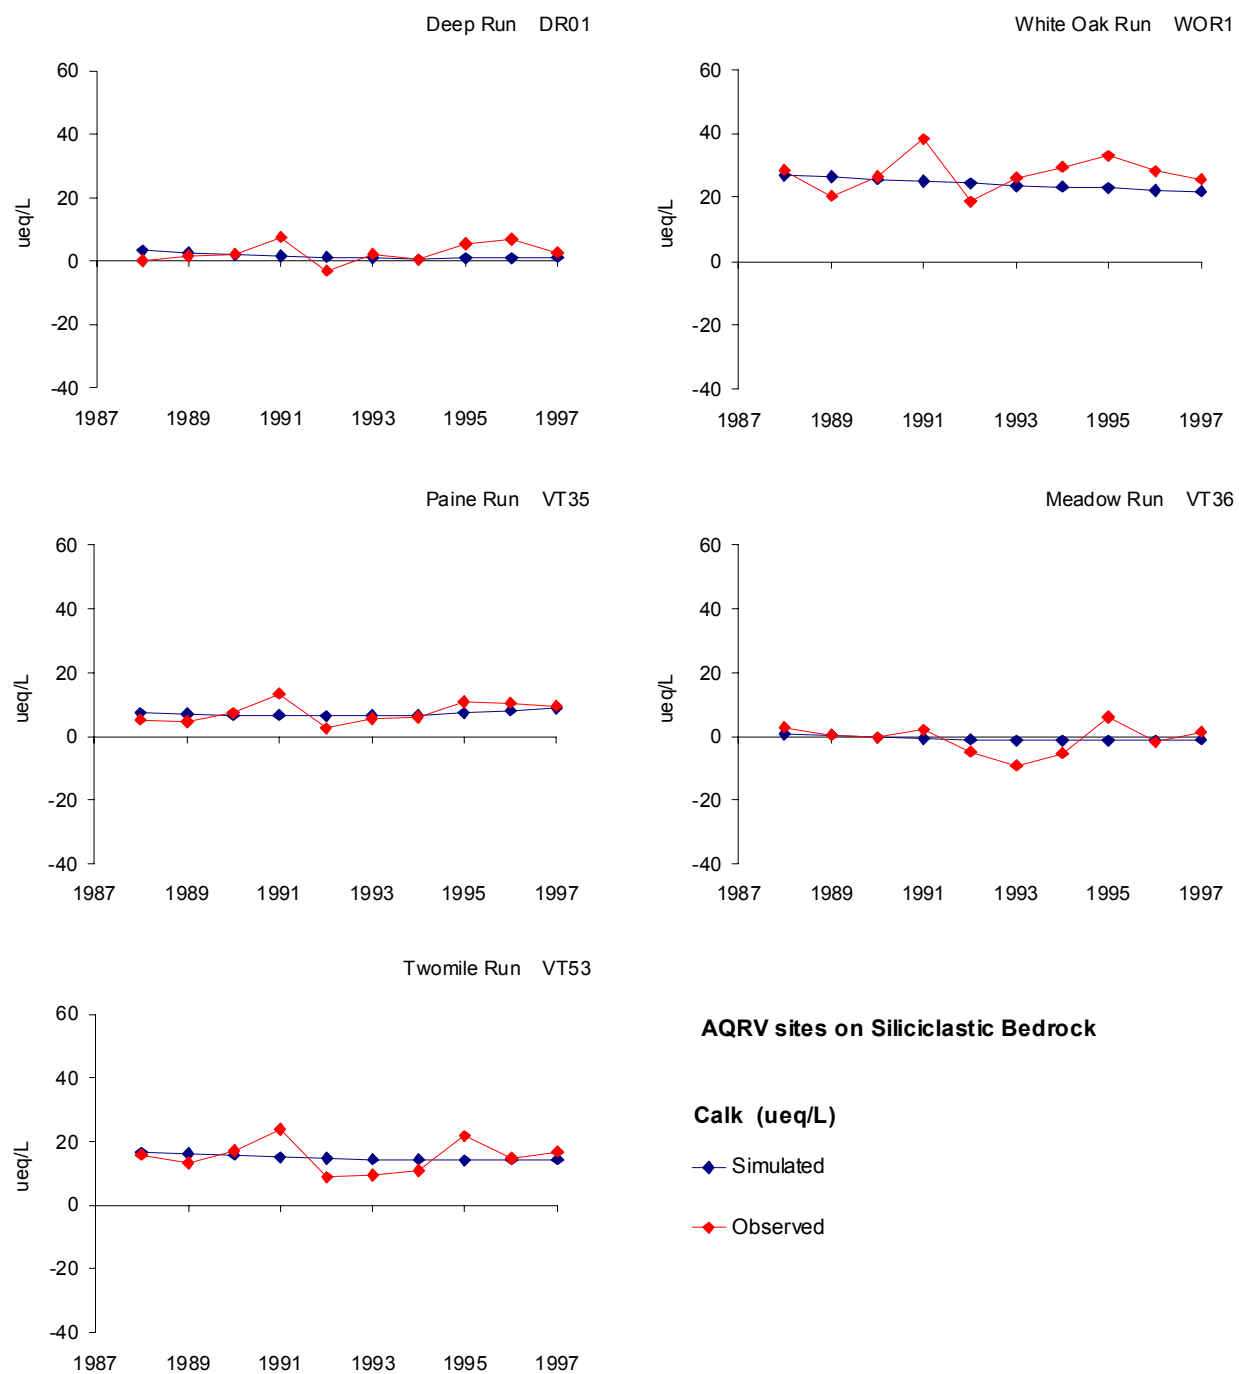 Deep Run DR01
60
40
20
0
-20
-40
ueq/L
1987 1989 1991 1993 1995 1997
White Oak Run WOR1
60
40
20
0
-20
-40
ueq/L
1987 1989 1991 1993 1995 1997
Paine Run VT35
60
40
20
0
-20
-40
ueq/L
1987 1989 1991 1993 1995 1997
Meadow Run VT36
60
40
20
0
-20
-40
ueq/L
1987 1989 1991 1993 1995 1997
Twomile Run VT53
60
40
20
0
-20
-40
ueq/L
1987 1989 1991 1993 1995 1997
AQRV sites on Siliciclastic Bedrock
Calk (ueq/L)
Simulated
Observed